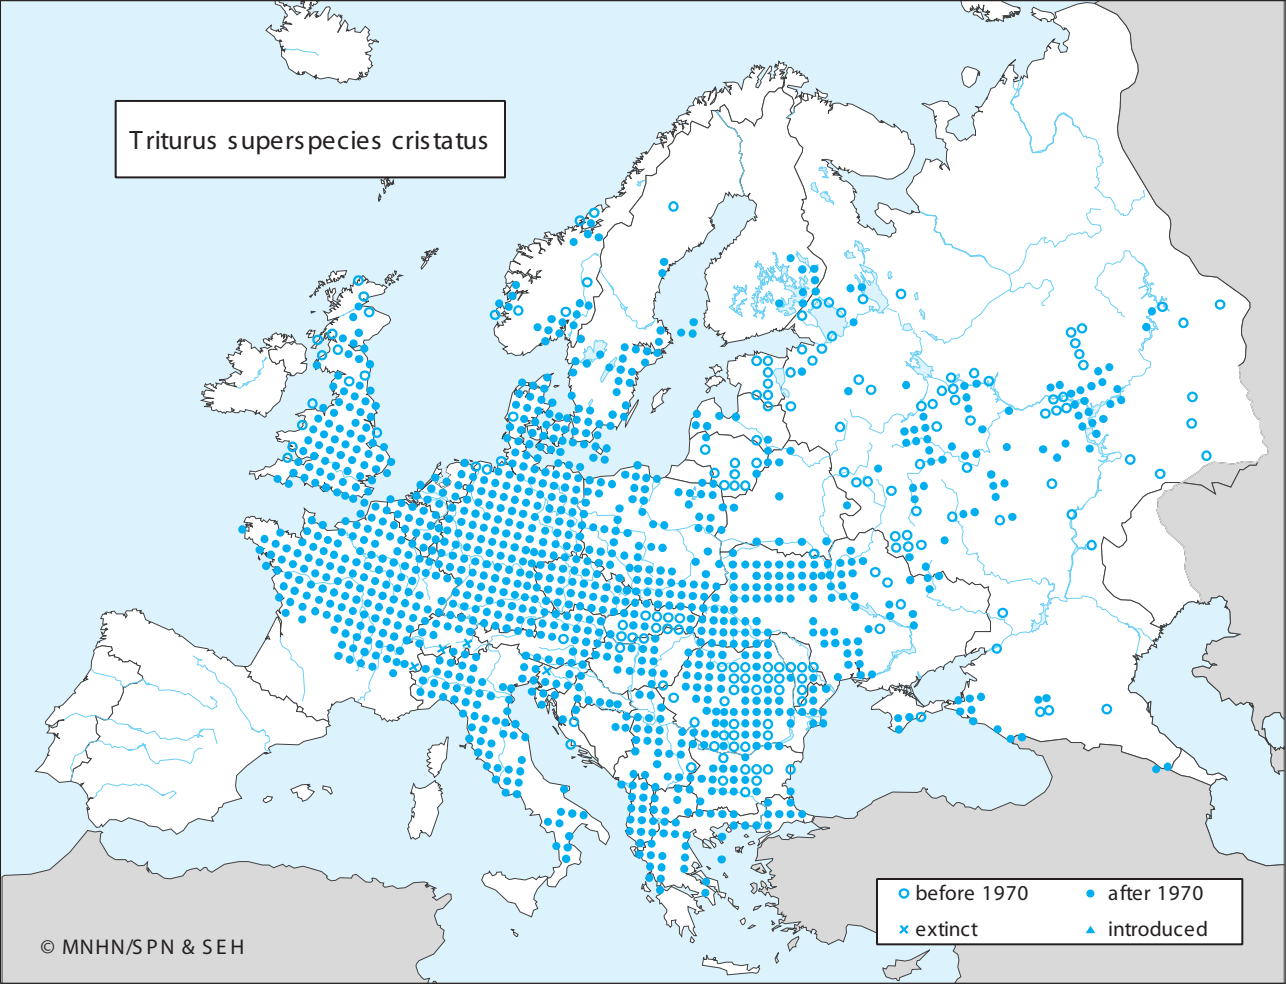 Triturus superspecies cristatus
before 1970
after 1970
extinct
introduced
© MNHN/SPN & SEH